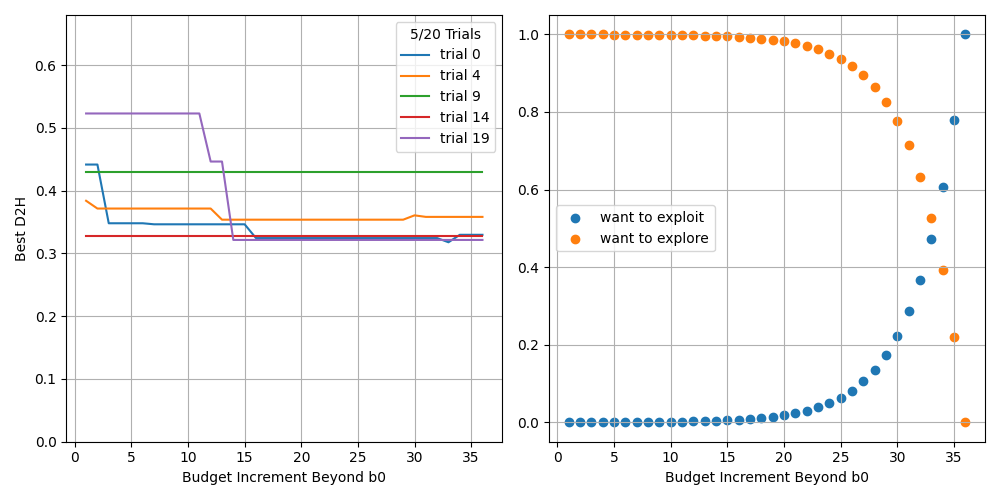 5/20 Trials
trial 0
trial 4
trial 9
trial 14
trial 19
Best D2H
0.6
0.5
0.4
0.3
0.2
0.1
0.0
0 5 10 15 20 25 30 35
Budget Increment Beyond b0
1.0
0.8
0.6
0.4
0.2
0.0
want to exploit
want to explore
0 5 10 15 20 25 30 35
Budget Increment Beyond b0